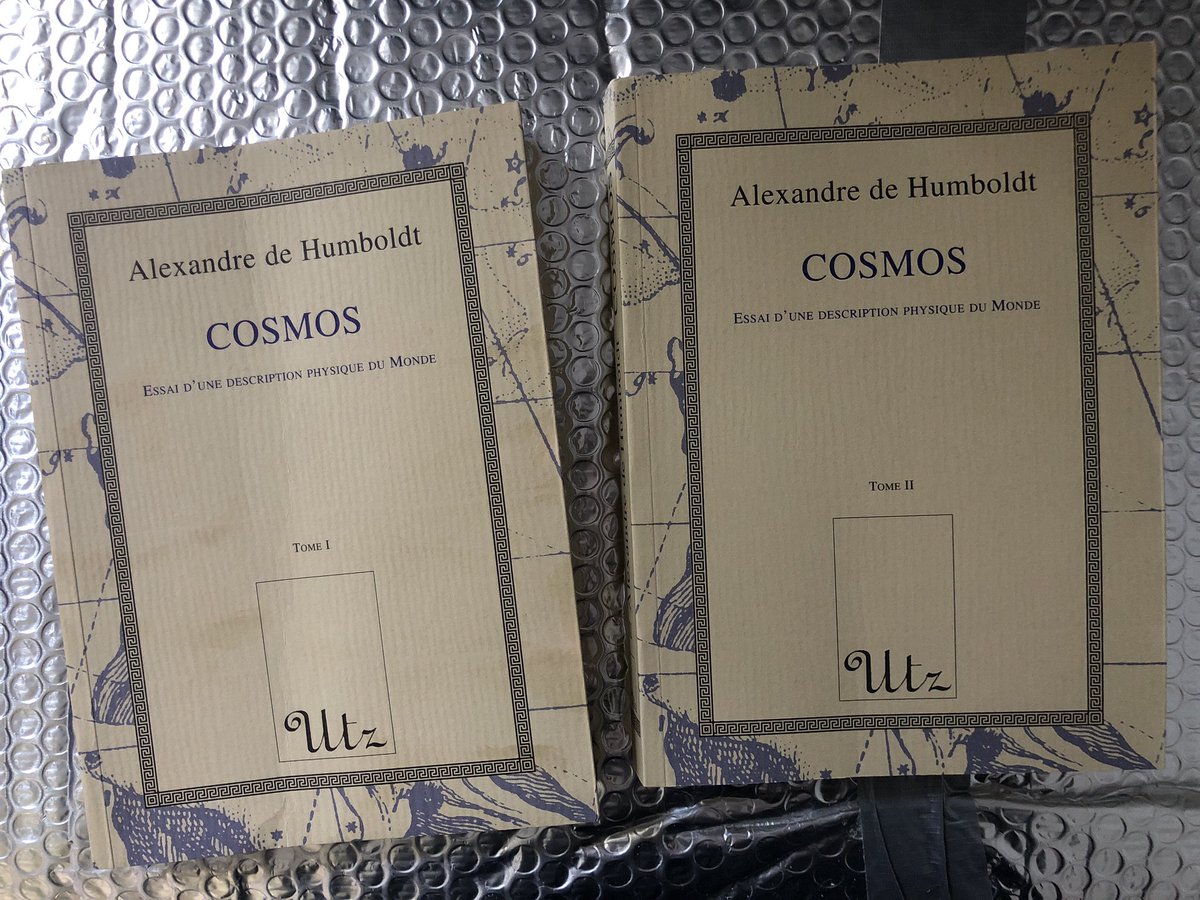 Alexandre de Humboldt
COSMOS
Essai d'une description physique du Monde
Tome I
Utz
Alexandre de Humboldt
COSMOS
Essai d'une description physique du Monde
Tome II
Utz